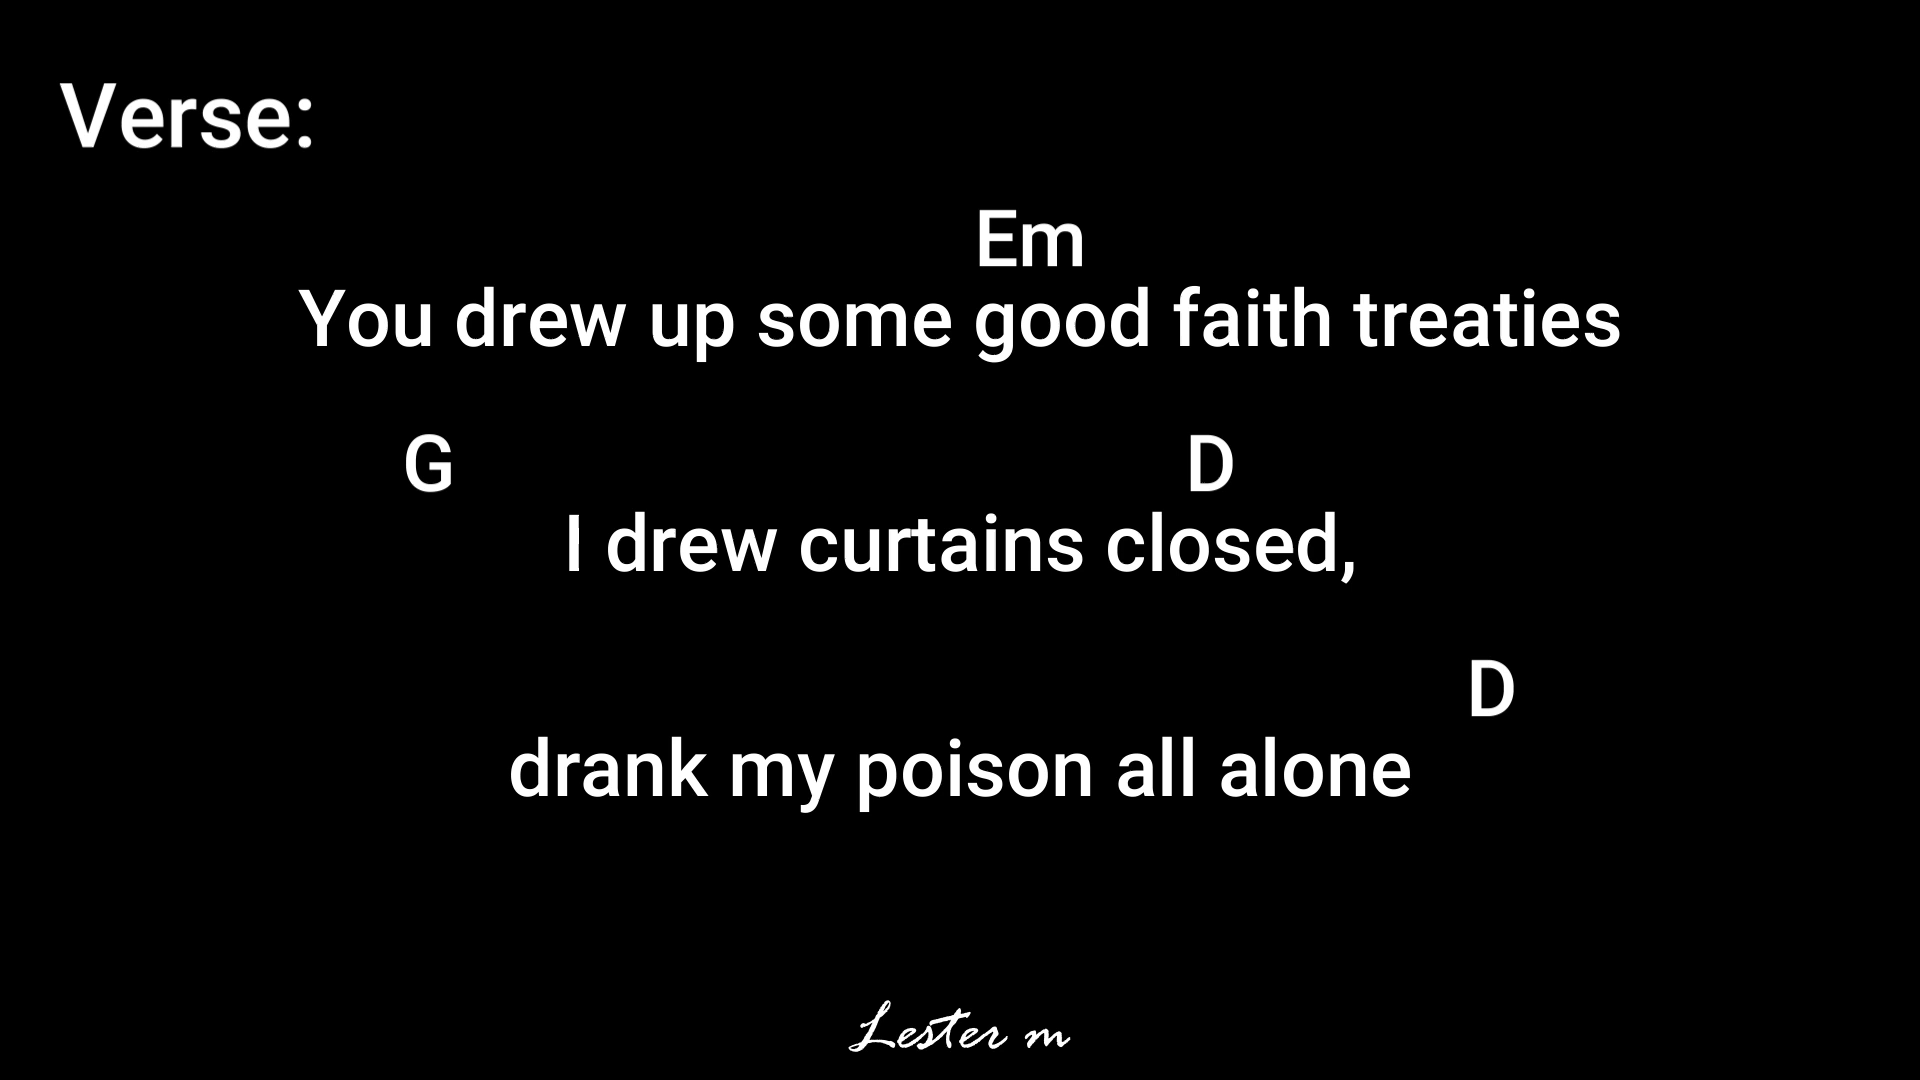 Verse:
Em
You drew up some good faith treaties
G D
I drew curtains closed,
D
drank my poison all alone
Lester m